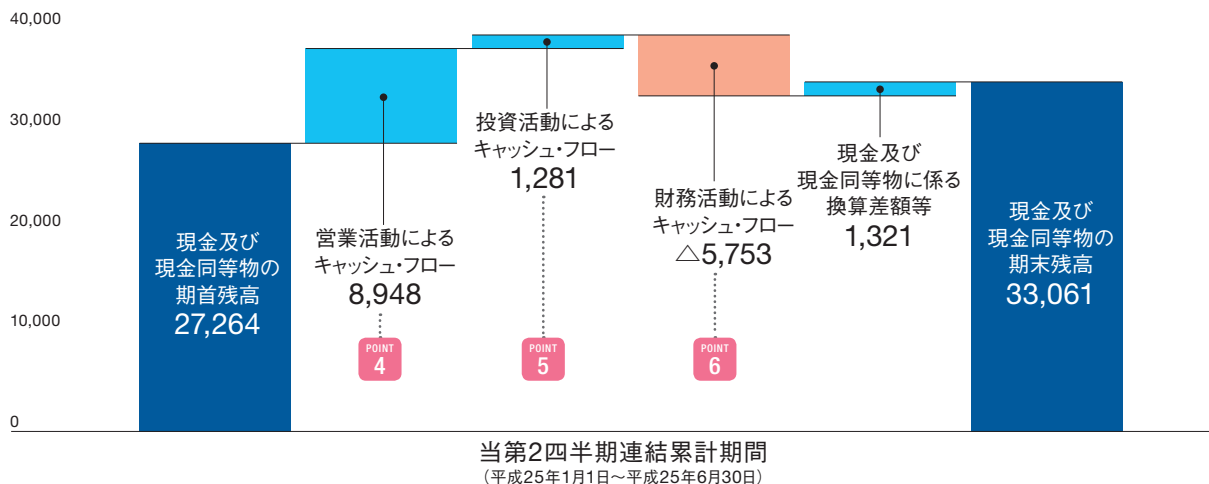 40,000
30,000
20,000
10,000
0
現金及び
現金同等物の
期首残高
27,264
営業活動による
キャッシュ・フロー
8,948
POINT
4
投資活動による
キャッシュ・フロー
1,281
POINT
5
財務活動による
キャッシュ・フロー
△5,753
POINT
6
現金及び
現金同等物に係る
換算差額等
1,321
現金及び
現金同等物の
期末残高
33,061
当第2四半期連結累計期間
（平成25年1月1日～平成25年6月30日）